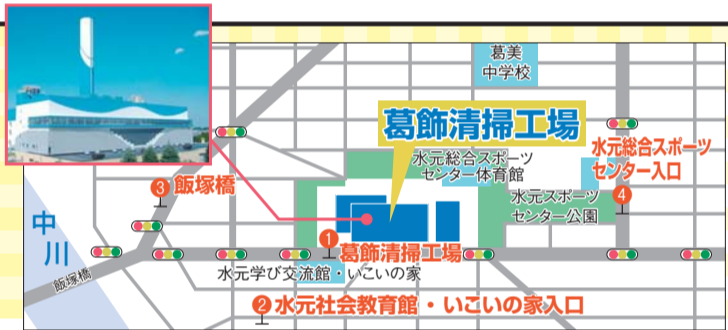 葛美
中学校
葛飾清掃工場
水元総合スポーツ
センター体育館
水元総合スポーツ
センター入口
❸ 飯塚橋
❹
水元スポーツ
センター公園
中川
❶ 葛飾清掃工場
水元学び交流館・いこいの家
飯塚橋
❷ 水元社会教育館・いこいの家入口